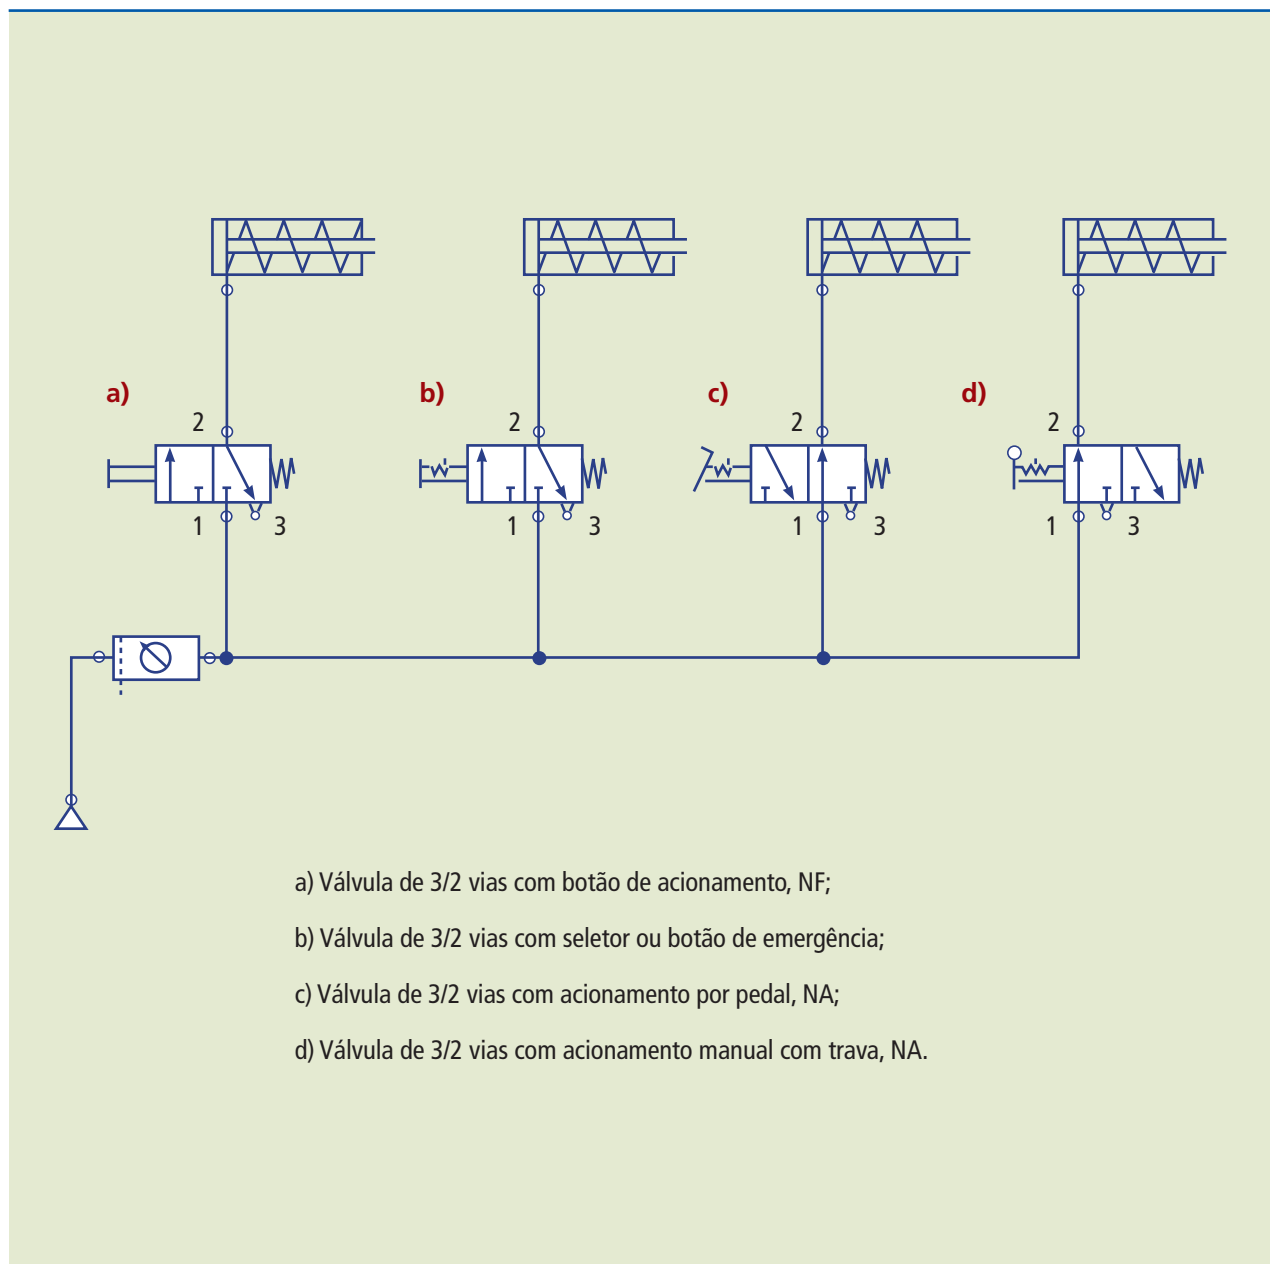 a) b) c) d)
2 2 2 2
1 3 1 3 1 3 1 3
a) Válvula de 3/2 vias com botão de acionamento, NF;
b) Válvula de 3/2 vias com seletor ou botão de emergência;
c) Válvula de 3/2 vias com acionamento por pedal, NA;
d) Válvula de 3/2 vias com acionamento manual com trava, NA.